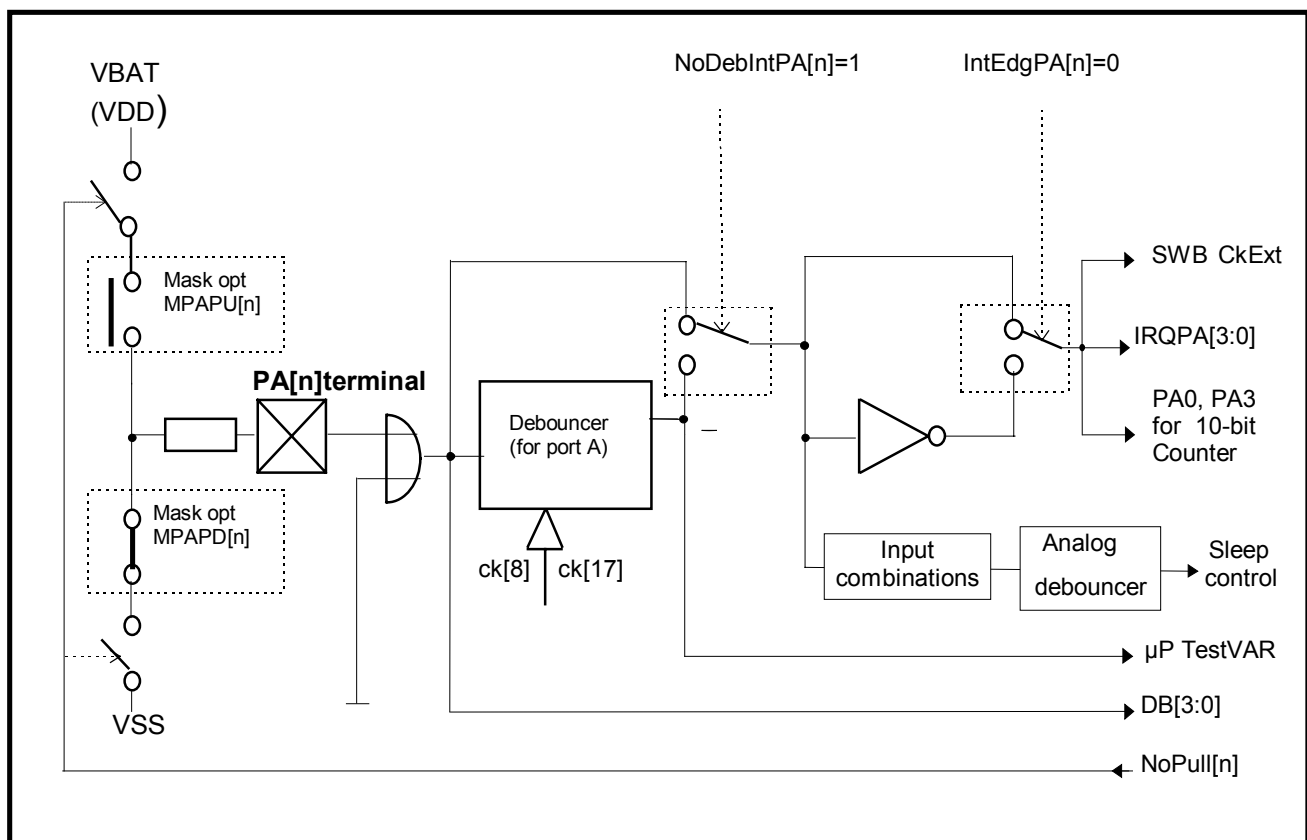 VBAT
(VDD)
NoDebIntPA[n]=1
IntEdgPA[n]=0
Mask opt
MPAPU[n]
PA[n]terminal
Mask opt
MPAPD[n]
VSS
Debouncer
(for port A)
ck[8] ck[17]
SWB CkExt
IRQPA[3:0]
PA0, PA3
for 10-bit
Counter
Input
combinations
Analog
debouncer
Sleep
control
µP TestVAR
DB[3:0]
NoPull[n]